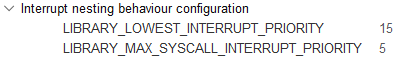 Interrupt nesting behaviour configuration
LIBRARY_LOWEST_INTERRUPT_PRIORITY 15
LIBRARY_MAX_SYSCALL_INTERRUPT_PRIORITY 5